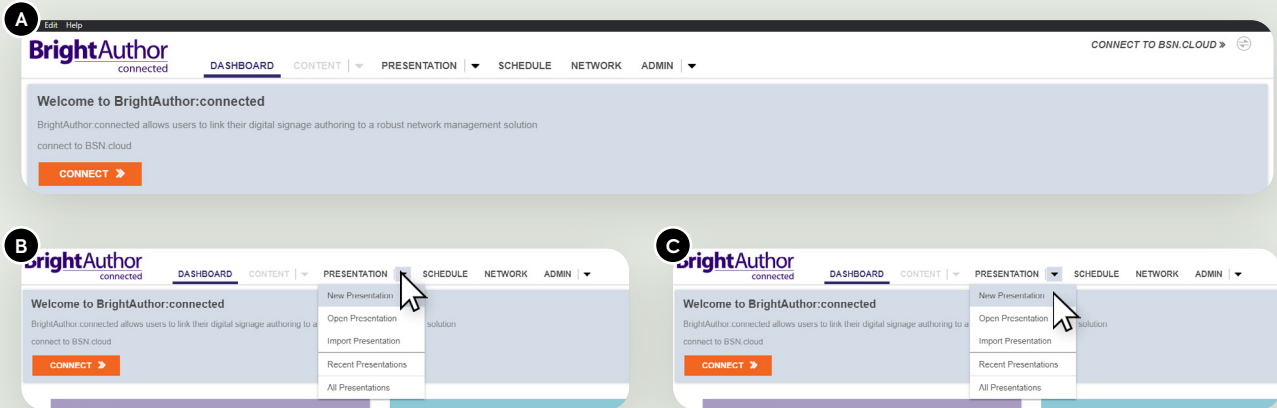 A
Edit Help
BrightAuthor
connected
CONNECT TO BSN.CLOUD »
DASHBOARD CONTENT PRESENTATION SCHEDULE NETWORK ADMIN
Welcome to BrightAuthor:connected
BrightAuthor:connected allows users to link their digital signage authoring to a robust network management solution
connect to BSN.cloud
CONNECT »
B
BrightAuthor
connected
DASHBOARD CONTENT PRESENTATION SCHEDULE NETWORK ADMIN
Welcome to BrightAuthor:connected
BrightAuthor:connected allows users to link their digital signage authoring to a
solution
connect to BSN.cloud
CONNECT »
New Presentation
Open Presentation
Import Presentation
Recent Presentations
All Presentations
C
BrightAuthor
connected
DASHBOARD CONTENT PRESENTATION SCHEDULE NETWORK ADMIN
Welcome to BrightAuthor:connected
BrightAuthor:connected allows users to link their digital signage authoring to a
solution
connect to BSN.cloud
CONNECT »
New Presentation
Open Presentation
Import Presentation
Recent Presentations
All Presentations